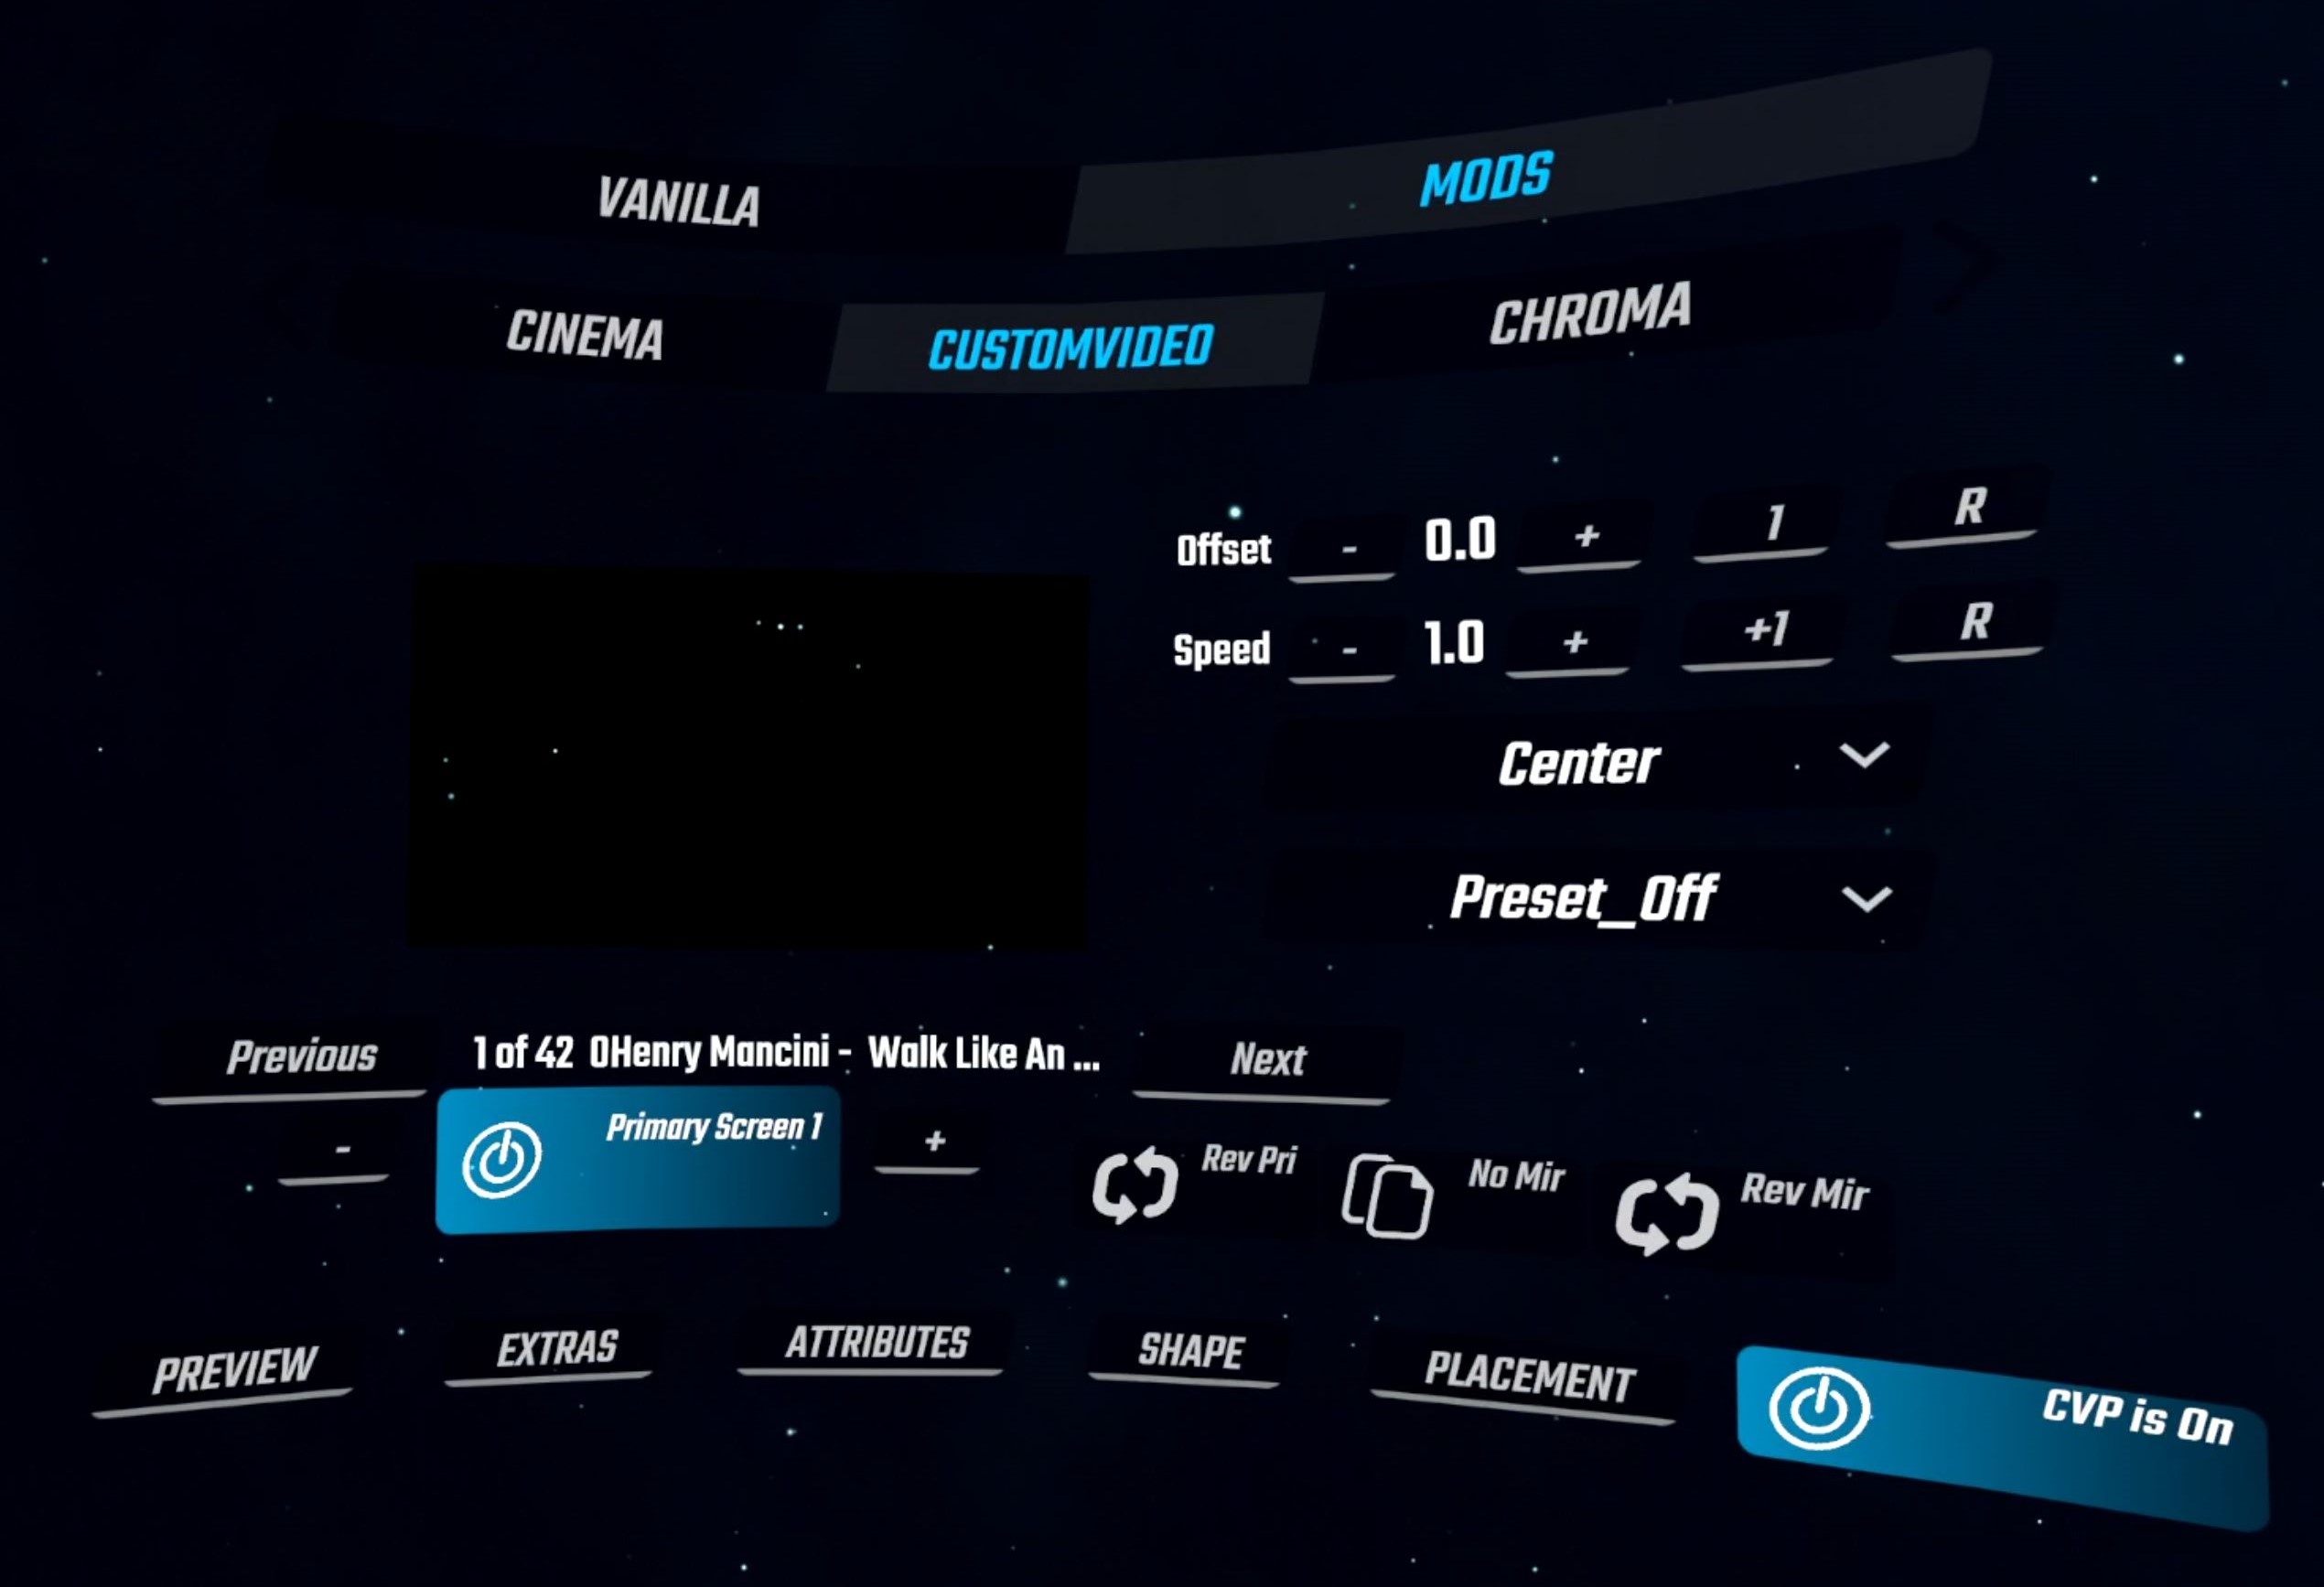 VANILLA MODS
CINEMA CUSTOMVIDEO CHROMA
Offset - 0.0 + 1 R
Speed - 1.0 + +1 R
Center
Preset_Off
Previous 1 of 42 OHenry Mancini - Walk Like An ... Next
- Primary Screen 1 + Rev Pri No Mir Rev Mir
PREVIEW EXTRAS ATTRIBUTES SHAPE PLACEMENT CVP is On